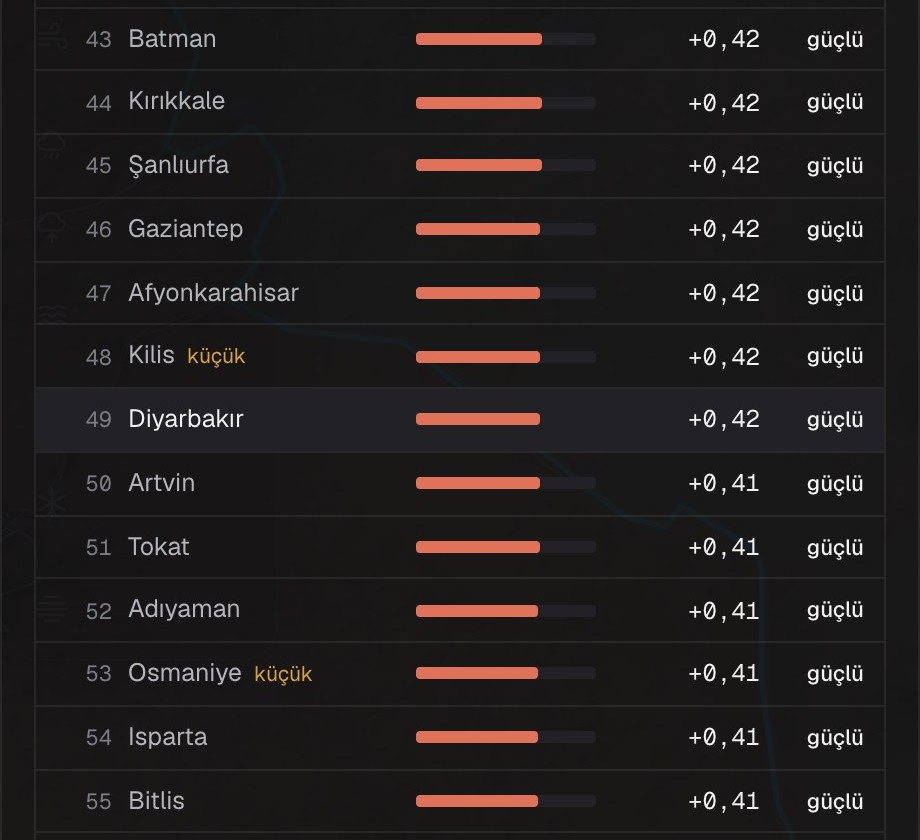 43 Batman +0,42 güçlü
44 Kırıkkale +0,42 güçlü
45 Şanlıurfa +0,42 güçlü
46 Gaziantep +0,42 güçlü
47 Afyonkarahisar +0,42 güçlü
48 Kilis küçük +0,42 güçlü
49 Diyarbakır +0,42 güçlü
50 Artvin +0,41 güçlü
51 Tokat +0,41 güçlü
52 Adıyaman +0,41 güçlü
53 Osmaniye küçük +0,41 güçlü
54 Isparta +0,41 güçlü
55 Bitlis +0,41 güçlü